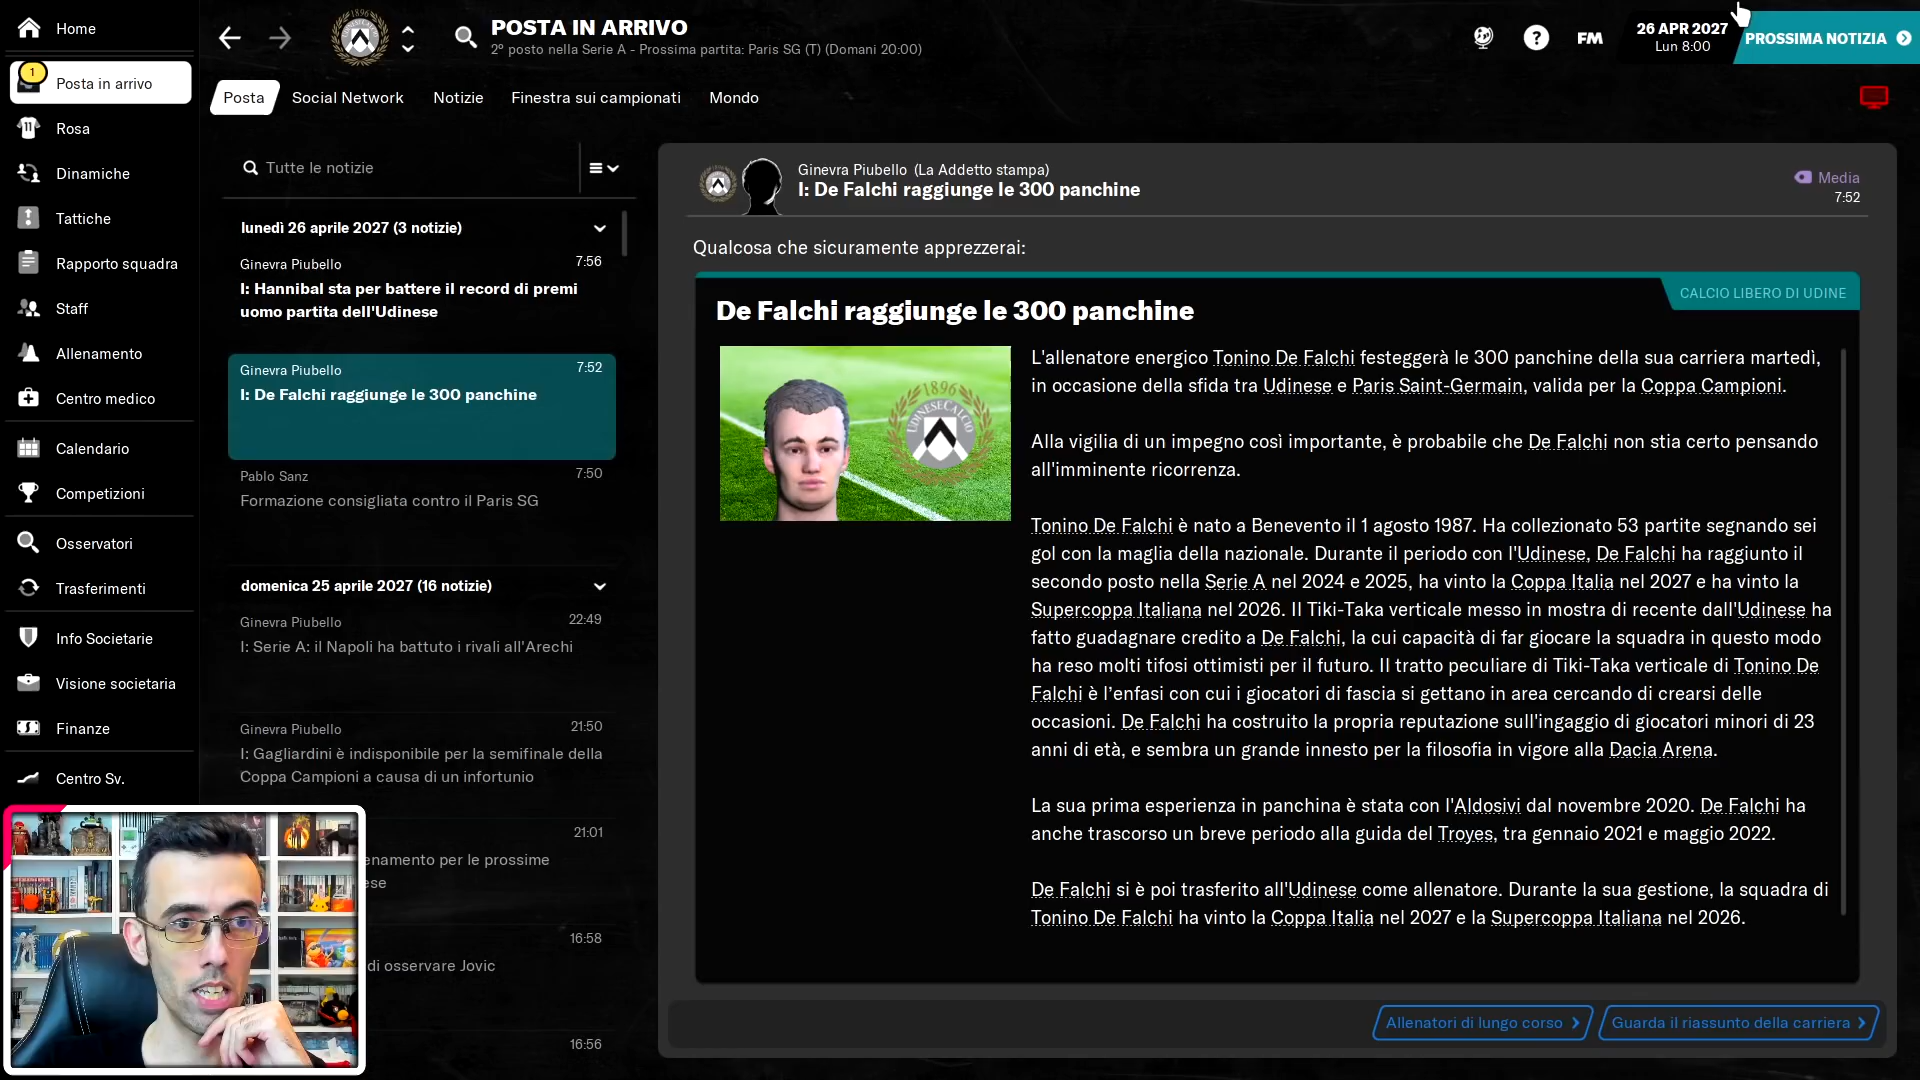 Home
1
Posta in arrivo
Rosa
Dinamiche
Tattiche
Rapporto squadra
Staff
Allenamento
Centro medico
Calendario
Competizioni
Osservatori
Trasferimenti
Info Societarie
Visione societaria
Finanze
Centro Sv.
POSTA IN ARRIVO
2º posto nella Serie A - Prossima partita: Paris SG (T) (Domani 20:00)
FM
26 APR 2027
Lun 8:00
PROSSIMA NOTIZIA
Posta Social Network Notizie Finestra sui campionati Mondo
Tutte le notizie
lunedì 26 aprile 2027 (3 notizie)
Ginevra Piubello 7:56
I: Hannibal sta per battere il record di premi
uomo partita dell'Udinese
Ginevra Piubello 7:52
I: De Falchi raggiunge le 300 panchine
Pablo Sanz 7:50
Formazione consigliata contro il Paris SG
domenica 25 aprile 2027 (16 notizie)
Ginevra Piubello 22:49
I: Serie A: il Napoli ha battuto i rivali all'Arechi
Ginevra Piubello 21:50
I: Gagliardini è indisponibile per la semifinale della
Coppa Campioni a causa di un infortunio
21:01
enamento per le prossime
ese
16:58
di osservare Jovic
16:56
Ginevra Piubello (La Addetto stampa)
I: De Falchi raggiunge le 300 panchine
Media
7:52
Qualcosa che sicuramente apprezzerai:
CALCIO LIBERO DI UDINE
De Falchi raggiunge le 300 panchine
1896
UDINESE CALCIO
L'allenatore energico Tonino De Falchi festeggerà le 300 panchine della sua carriera martedì,
in occasione della sfida tra Udinese e Paris Saint-Germain, valida per la Coppa Campioni.
Alla vigilia di un impegno così importante, è probabile che De Falchi non stia certo pensando
all'imminente ricorrenza.
Tonino De Falchi è nato a Benevento il 1 agosto 1987. Ha collezionato 53 partite segnando sei
gol con la maglia della nazionale. Durante il periodo con l'Udinese, De Falchi ha raggiunto il
secondo posto nella Serie A nel 2024 e 2025, ha vinto la Coppa Italia nel 2027 e ha vinto la
Supercoppa Italiana nel 2026. Il Tiki-Taka verticale messo in mostra di recente dall'Udinese ha
fatto guadagnare credito a De Falchi, la cui capacità di far giocare la squadra in questo modo
ha reso molti tifosi ottimisti per il futuro. Il tratto peculiare di Tiki-Taka verticale di Tonino De
Falchi è l’enfasi con cui i giocatori di fascia si gettano in area cercando di crearsi delle
occasioni. De Falchi ha costruito la propria reputazione sull'ingaggio di giocatori minori di 23
anni di età, e sembra un grande innesto per la filosofia in vigore alla Dacia Arena.
La sua prima esperienza in panchina è stata con l'Aldosivi dal novembre 2020. De Falchi ha
anche trascorso un breve periodo alla guida del Troyes, tra gennaio 2021 e maggio 2022.
De Falchi si è poi trasferito all'Udinese come allenatore. Durante la sua gestione, la squadra di
Tonino De Falchi ha vinto la Coppa Italia nel 2027 e la Supercoppa Italiana nel 2026.
Allenatori di lungo corso
Guarda il riassunto della carriera